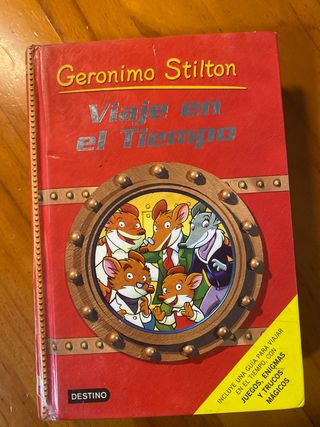 Geronimo Stilton
Viaje en
el Tiempo
INCLUYE UNA GUÍA PARA VIAJAR
EN EL TIEMPO, CON
JUEGOS, ENIGMAS
Y TRUCOS
MÁGICOS
DESTINO